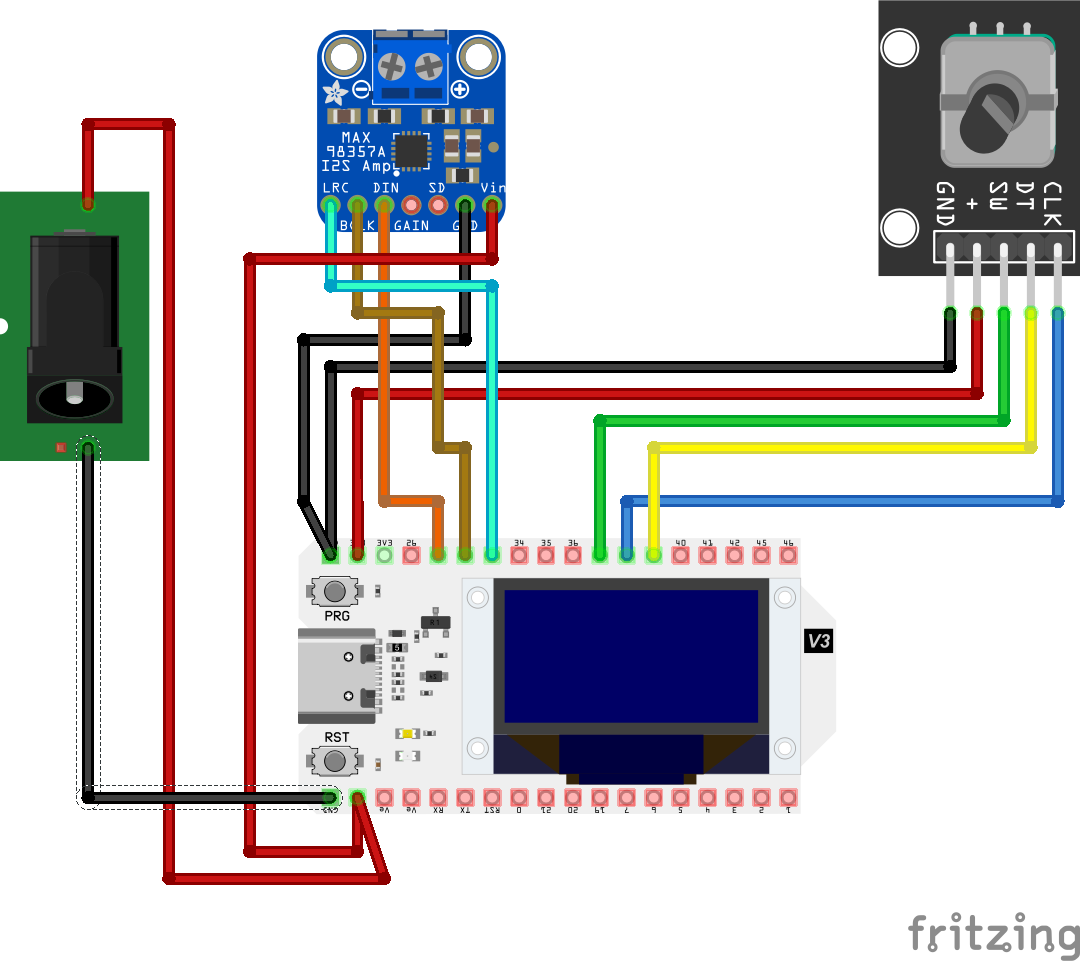 MAX
98357A
I2S Amp
LRC DIN SD Vin
BCLK GAIN GND
GND + SW DT CLK
3V3 26 34 35 36 40 41 42 45 46
PRG
R1
V3
RST
GND Ve Ve RX TX RST 0 21 20 19 7 6 5 4 3 2 1
fritzing